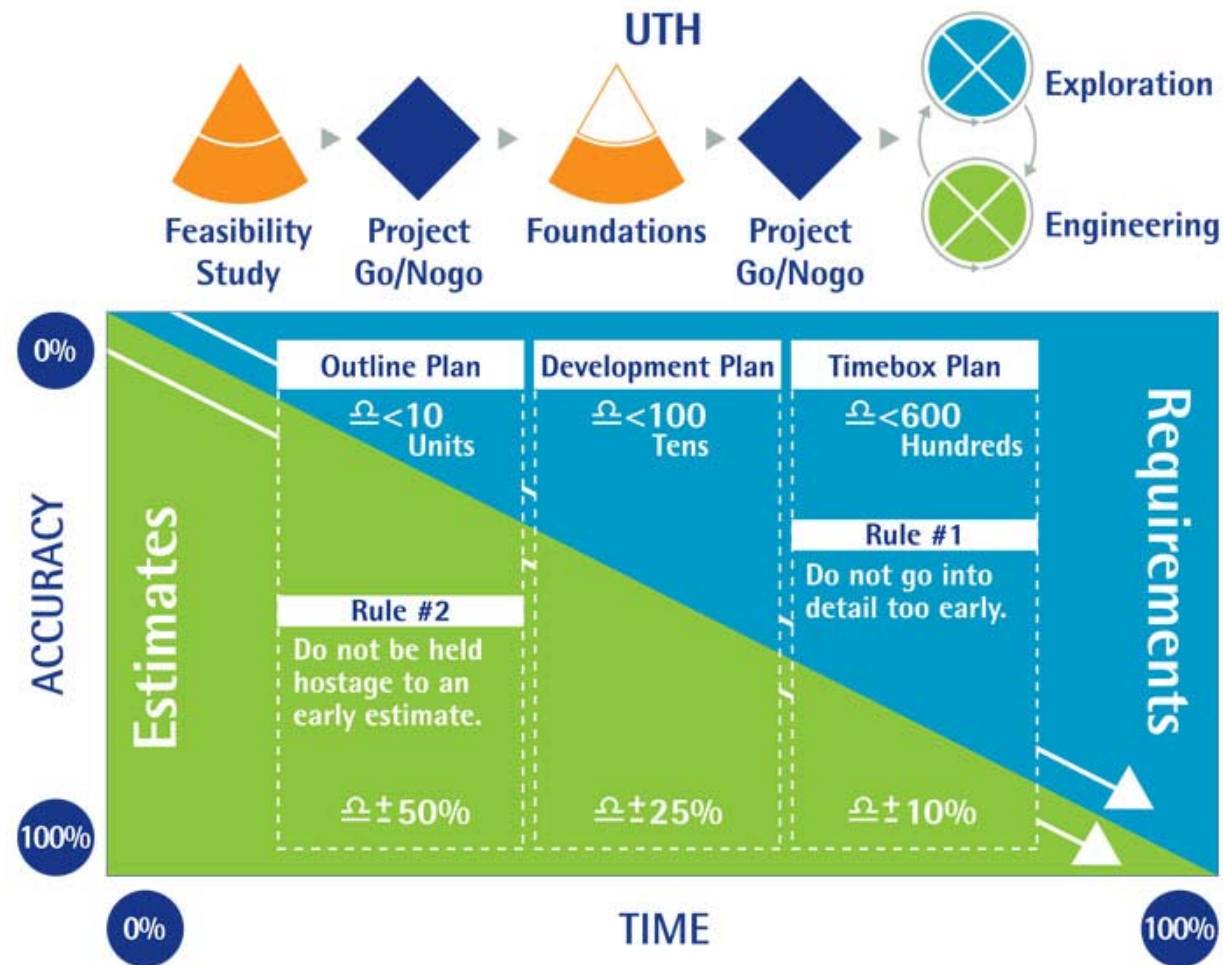 UTH
Exploration
Engineering
Feasibility
Study
Project
Go/Nogo
Foundations
Project
Go/Nogo
0%
100%
ACCURACY
Estimates
Requirements
Outline Plan
♎<10
Units
Rule #2
Do not be held
hostage to an
early estimate.
♎±50%
Development Plan
♎<100
Tens
♎±25%
Timebox Plan
♎<600
Hundreds
Rule #1
Do not go into
detail too early.
♎±10%
0%
TIME
100%